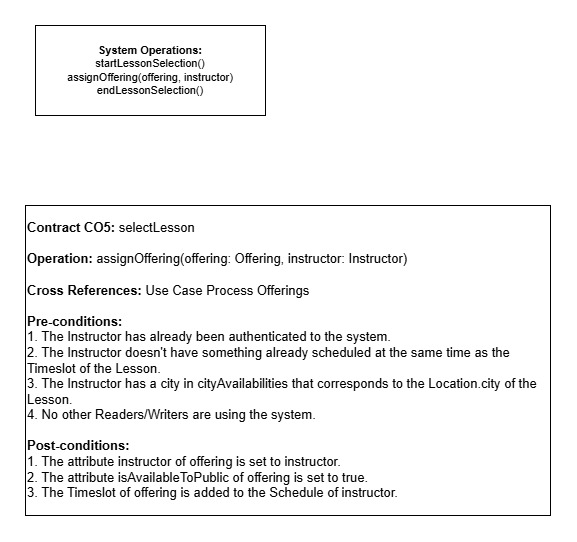 System Operations:
startLessonSelection()
assignOffering(offering, instructor)
endLessonSelection()
Contract CO5: selectLesson
Operation: assignOffering(offering: Offering, instructor: Instructor)
Cross References: Use Case Process Offerings
Pre-conditions:
1. The Instructor has already been authenticated to the system.
2. The Instructor doesn't have something already scheduled at the same time as the
Timeslot of the Lesson.
3. The Instructor has a city in cityAvailabilities that corresponds to the Location.city of the
Lesson.
4. No other Readers/Writers are using the system.
Post-conditions:
1. The attribute instructor of offering is set to instructor.
2. The attribute isAvailableToPublic of offering is set to true.
3. The Timeslot of offering is added to the Schedule of instructor.